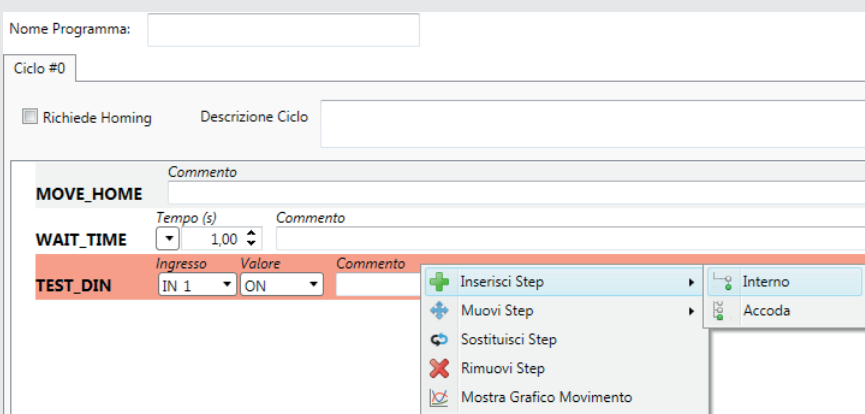 Nome Programma:
Ciclo #0
Richiede Homing
Descrizione Ciclo
Commento
MOVE_HOME
Tempo (s) Commento
WAIT_TIME 1,00
Ingresso Valore Commento
TEST_DIN IN 1 ON
Inserisci Step
Interno
Muovi Step
Accoda
Sostituisci Step
Rimuovi Step
Mostra Grafico Movimento